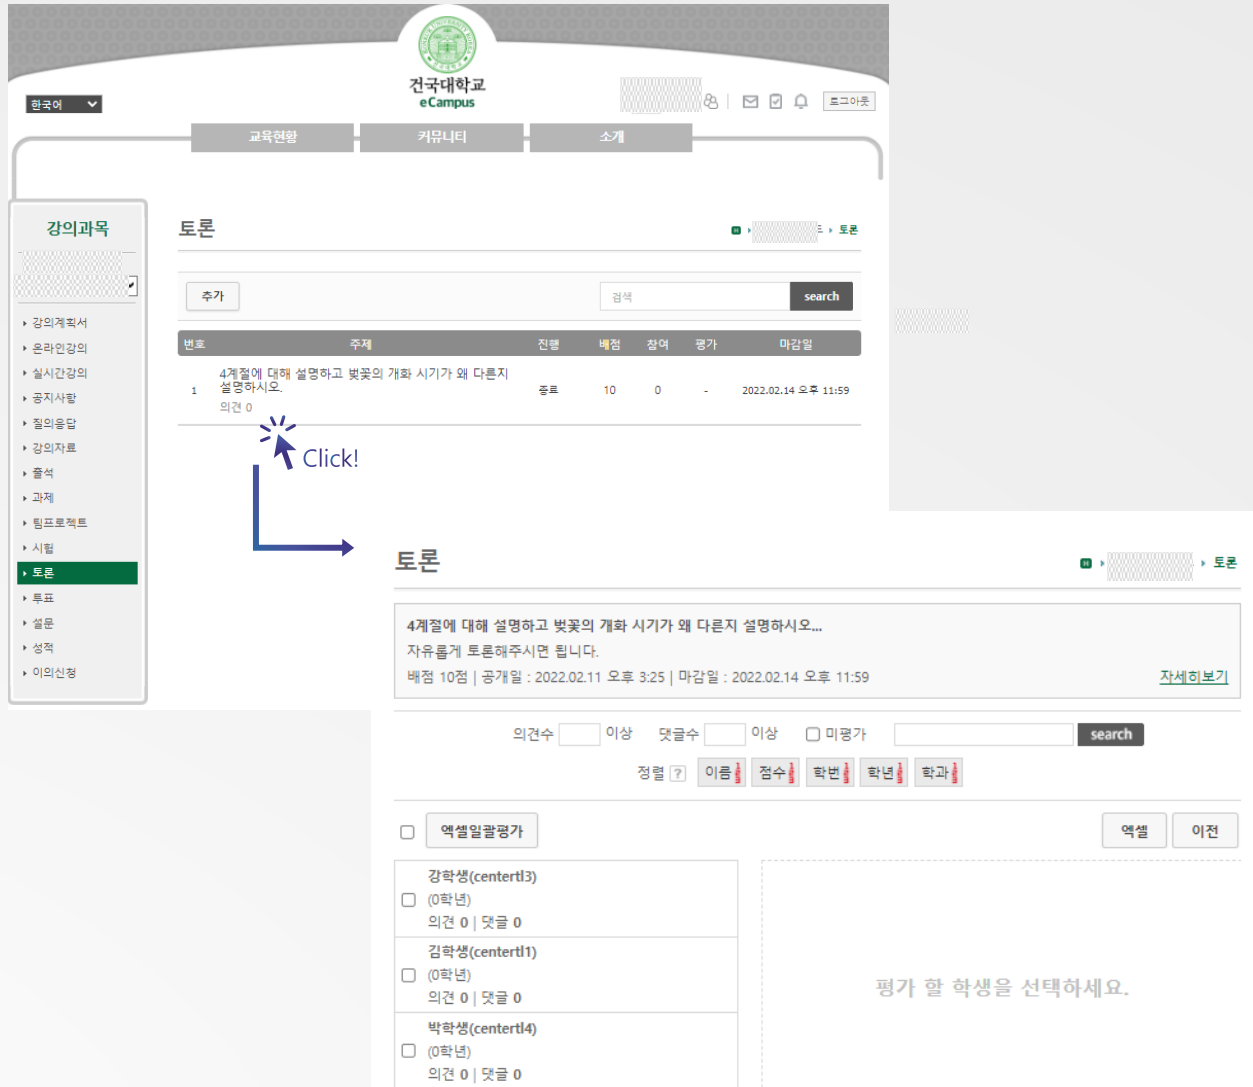 건국대학교
eCampus
한국어
로그아웃
교육현황
커뮤니티
소개
강의과목
강의계획서
온라인강의
실시간강의
공지사항
질의응답
강의자료
출석
과제
팀프로젝트
시험
토론
투표
설문
성적
이의신청
토론
토론
추가
검색
search
번호 주제 진행 배점 참여 평가 마감일
1 4계절에 대해 설명하고 벚꽃의 개화 시기가 왜 다른지
설명하시오.
의견 0
종료 10 0 - 2022.02.14 오후 11:59
Click!
토론
토론
4계절에 대해 설명하고 벚꽃의 개화 시기가 왜 다른지 설명하시오...
자유롭게 토론해주시면 됩니다.
배점 10점 | 공개일 : 2022.02.11 오후 3:25 | 마감일 : 2022.02.14 오후 11:59
자세히보기
의견수 이상 댓글수 이상 미평가 search
정렬 ? 이름 점수 학번 학년 학과
엑셀일괄평가 엑셀 이전
강학생(centertl3)
(0학년)
의견 0 | 댓글 0
김학생(centertl1)
(0학년)
의견 0 | 댓글 0
박학생(centertl4)
(0학년)
의견 0 | 댓글 0
평가 할 학생을 선택하세요.